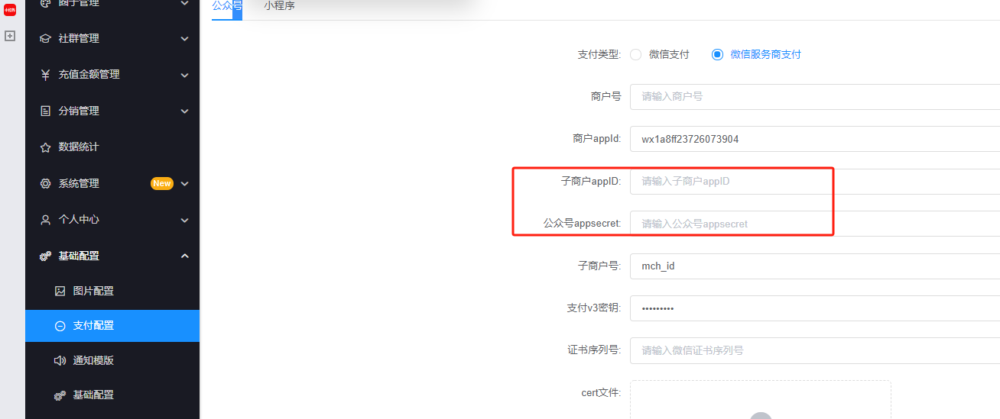 圈子管理
社群管理
充值金额管理
分销管理
数据统计
系统管理 New
个人中心
基础配置
图片配置
支付配置
通知模版
基础配置
公众号 小程序
支付类型: 微信支付 微信服务商支付
商户号 请输入商户号
商户appId: wx1a8ff23726073904
子商户appID: 请输入子商户appID
公众号appsecret: 请输入公众号appsecret
子商户号: mch_id
支付v3密钥: •••••••••
证书序列号: 请输入微信证书序列号
cert文件: